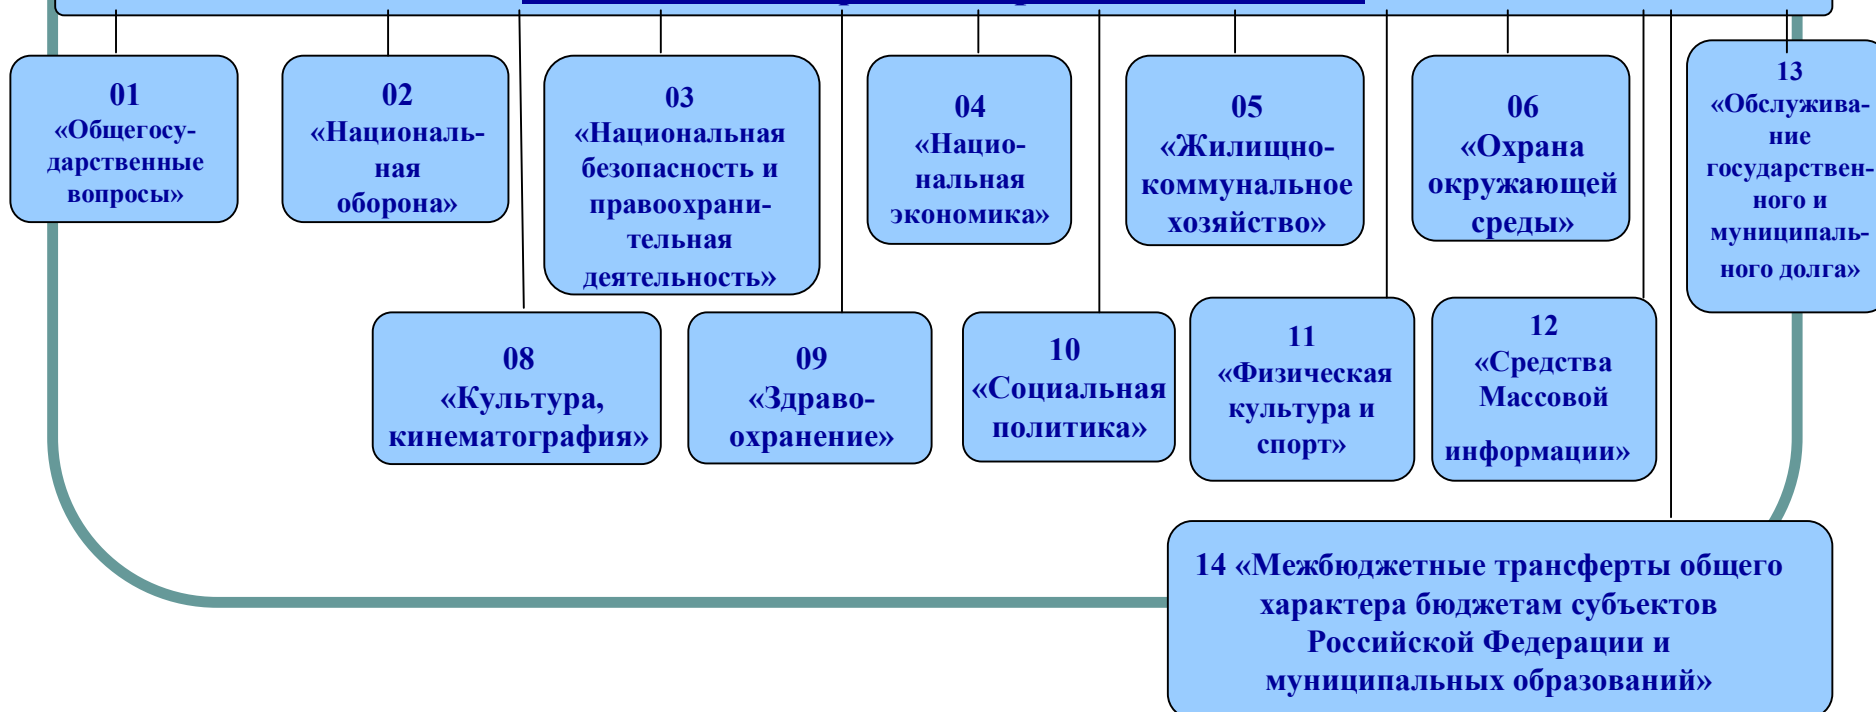 01
«Общегосу-
дарственные
вопросы»
02
«Националь-
ная
оборона»
03
«Национальная
безопасность и
правоохрани-
тельная
деятельность»
04
«Нацио-
нальная
экономика»
05
«Жилищно-
коммунальное
хозяйство»
06
«Охрана
окружающей
среды»
13
«Обслужива-
ние
государствен-
ного и
муниципаль-
ного долга»
08
«Культура,
кинематография»
09
«Здраво-
охранение»
10
«Социальная
политика»
11
«Физическая
культура и
спорт»
12
«Средства
Массовой
информации»
14 «Межбюджетные трансферты общего
характера бюджетам субъектов
Российской Федерации и
муниципальных образований»